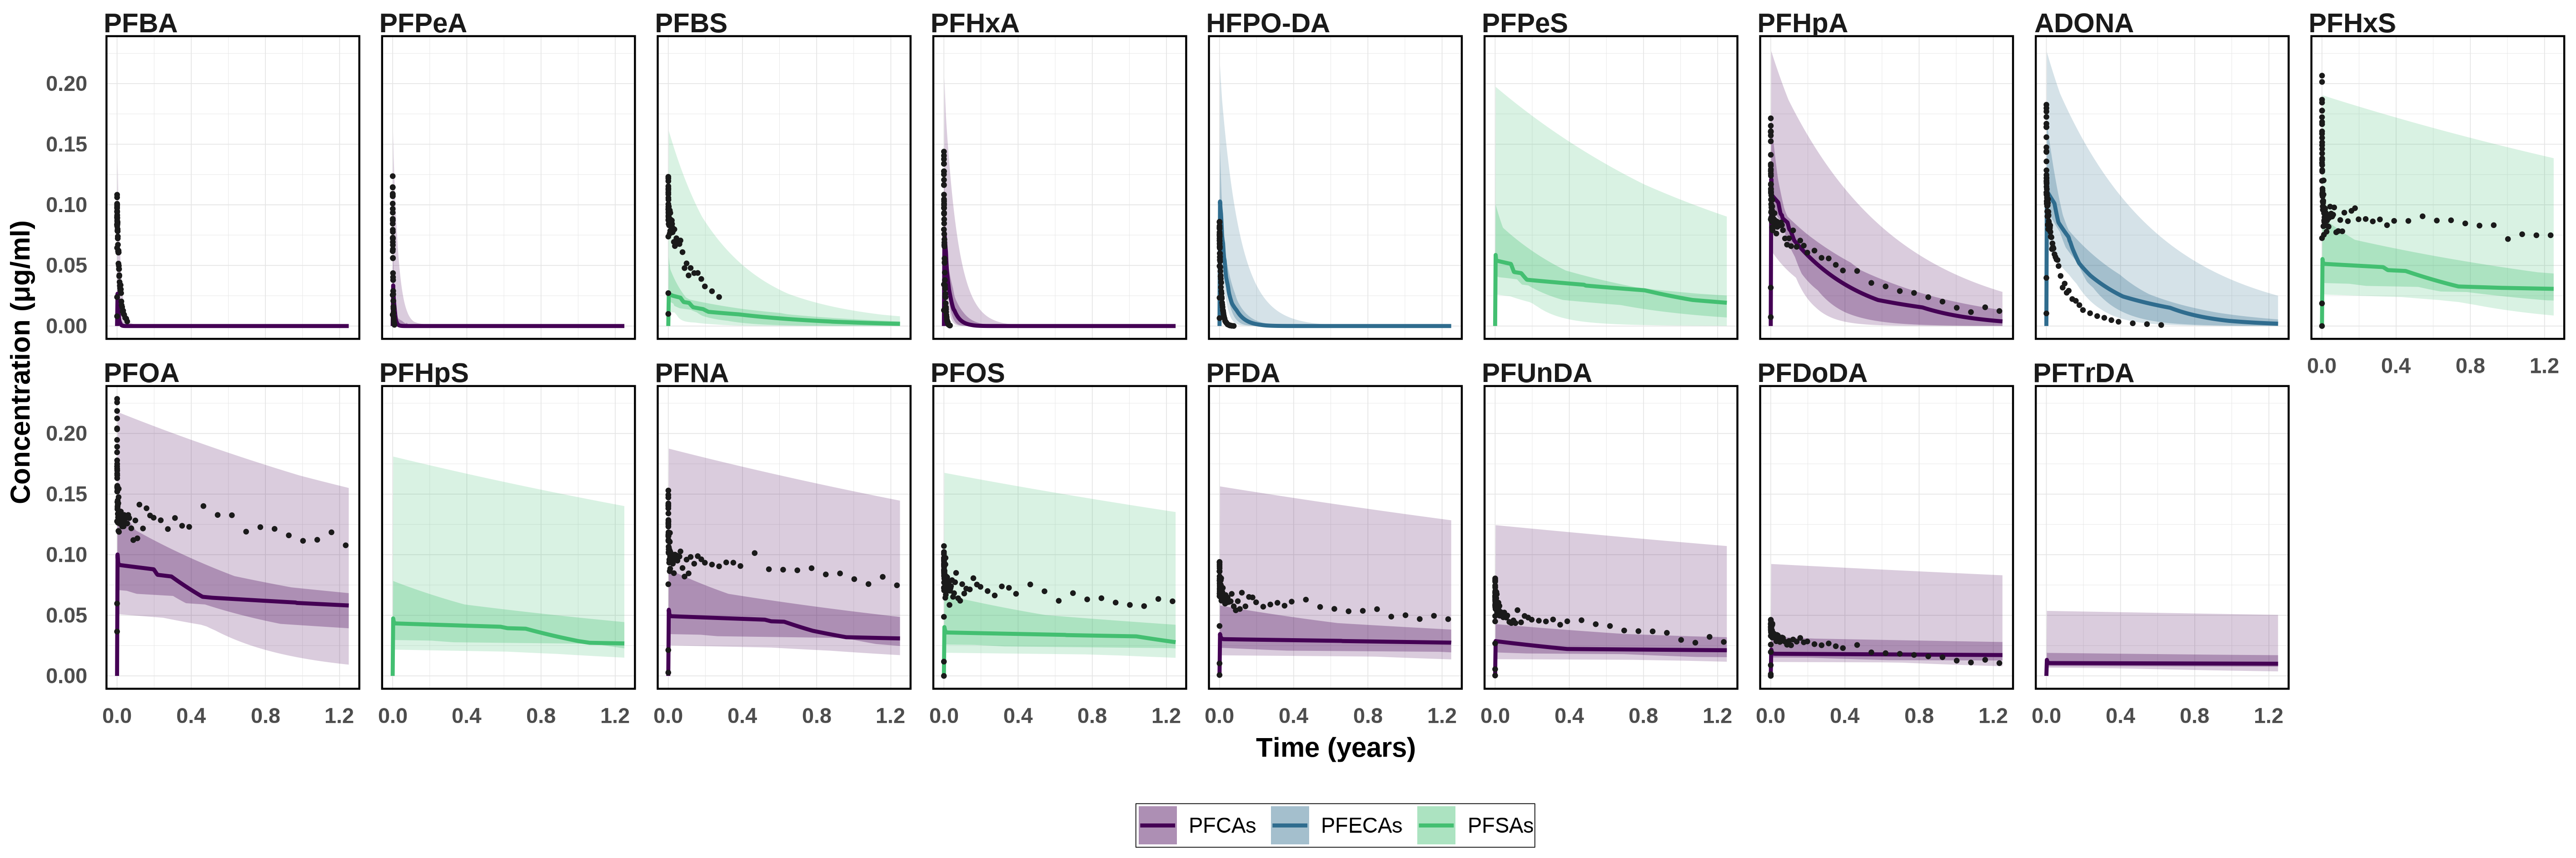 PFBA PFPeA PFBS PFHxA HFPO-DA PFPeS PFHpA ADONA PFHxS
0.20
0.15
0.10
0.05
0.00
0.0 0.4 0.8 1.2
PFOA PFHpS PFNA PFOS PFDA PFUnDA PFDoDA PFTrDA
0.20
0.15
0.10
0.05
0.00
0.0 0.4 0.8 1.2 0.0 0.4 0.8 1.2 0.0 0.4 0.8 1.2 0.0 0.4 0.8 1.2 0.0 0.4 0.8 1.2 0.0 0.4 0.8 1.2 0.0 0.4 0.8 1.2 0.0 0.4 0.8 1.2
Concentration (μg/ml)
Time (years)
PFCAs PFECAs PFSAs